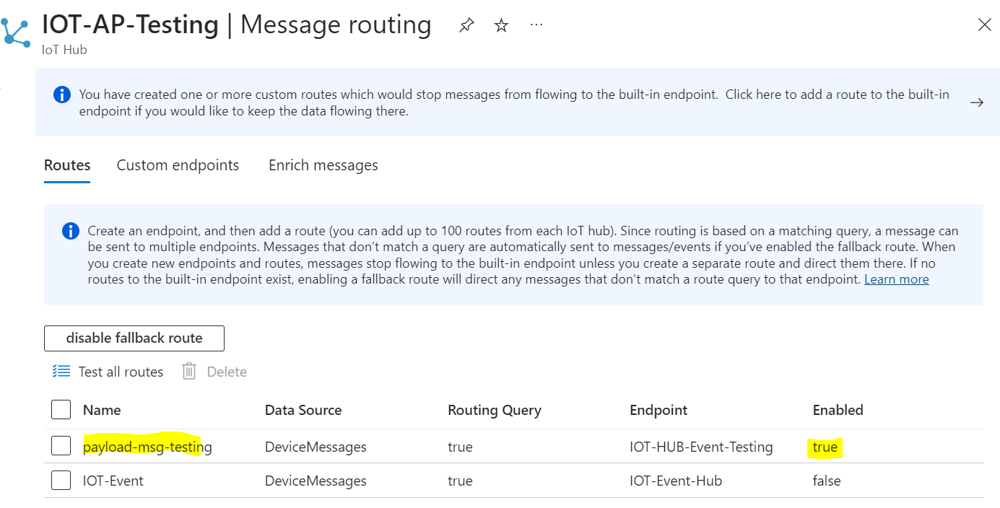 IOT-AP-Testing | Message routing ...
IoT Hub
You have created one or more custom routes which would stop messages from flowing to the built-in endpoint. Click here to add a route to the built-in
endpoint if you would like to keep the data flowing there.
Routes Custom endpoints Enrich messages
Create an endpoint, and then add a route (you can add up to 100 routes from each IoT hub). Since routing is based on a matching query, a message can
be sent to multiple endpoints. Messages that don’t match a query are automatically sent to messages/events if you’ve enabled the fallback route. When
you create new endpoints and routes, messages stop flowing to the built-in endpoint unless you create a separate route and direct them there. If no
routes to the built-in endpoint exist, enabling a fallback route will direct any messages that don't match a route query to that endpoint. Learn more
disable fallback route
Test all routes Delete
Name Data Source Routing Query Endpoint Enabled
payload-msg-testing DeviceMessages true IOT-HUB-Event-Testing true
IOT-Event DeviceMessages true IOT-Event-Hub false